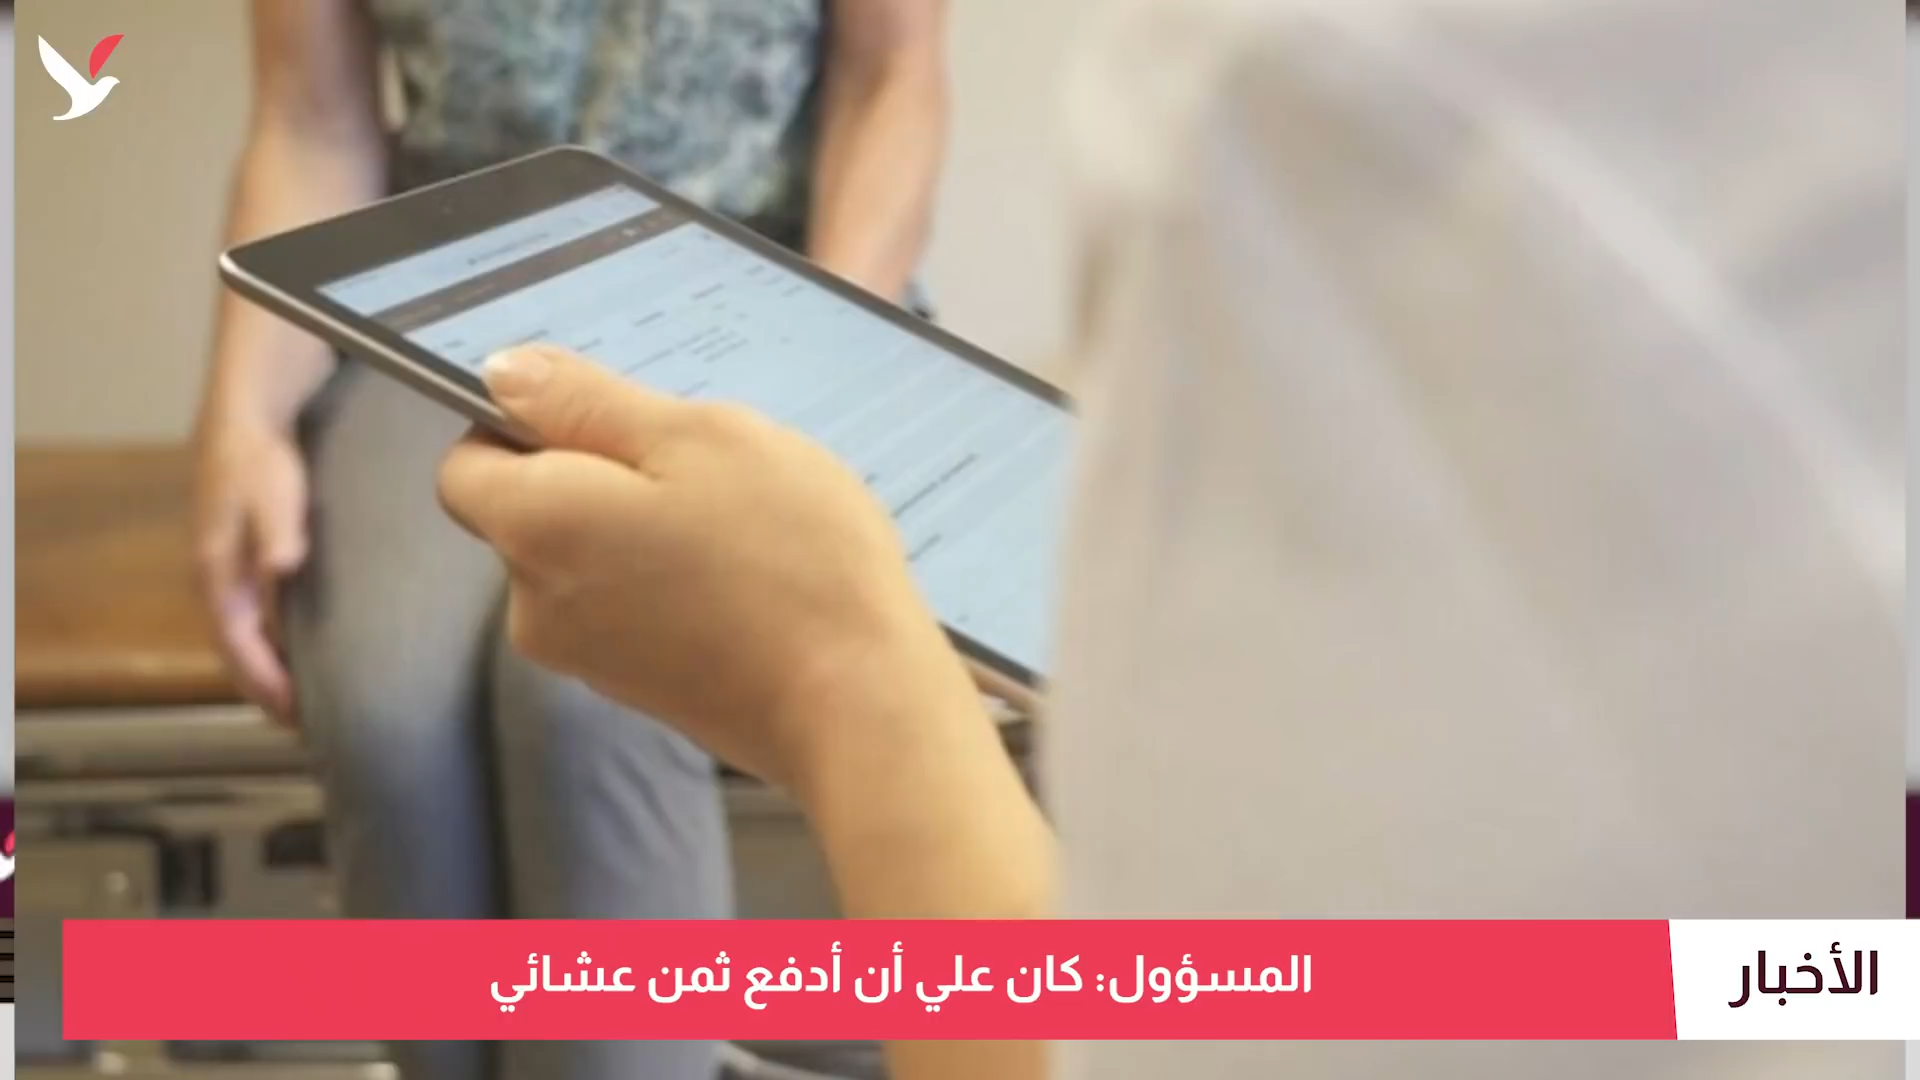 الأخبار
المسؤول: كان علي أن أدفع ثمن عشائي